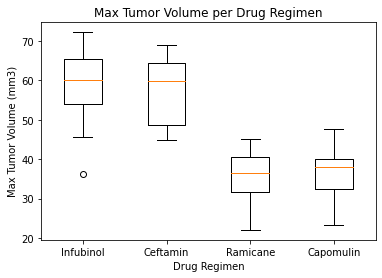 Max Tumor Volume per Drug Regimen
Max Tumor Volume (mm3)
70
60
50
40
30
20
Infubinol Ceftamin Ramicane Capomulin
Drug Regimen